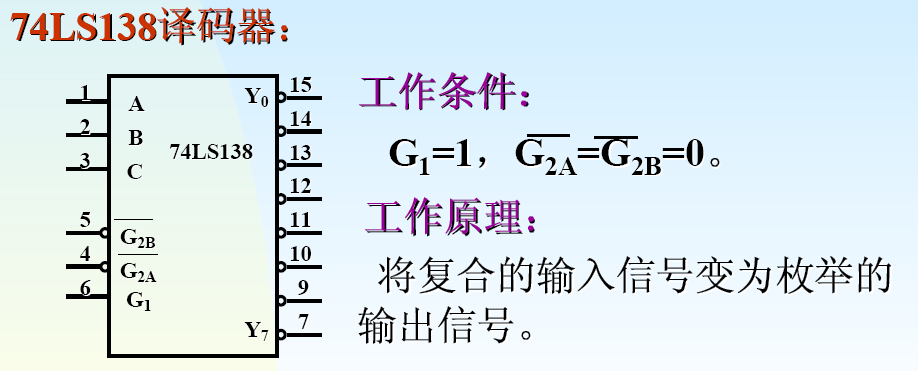 74LS138译码器：
1 A Y0 15
2 B 14
3 C 74LS138 13
12
5 G2B 11
4 G2A 10
6 G1 9
Y7 7
工作条件：
G1=1，G̅2A=G̅2B=0。
工作原理：
将复合的输入信号变为枚举的
输出信号。